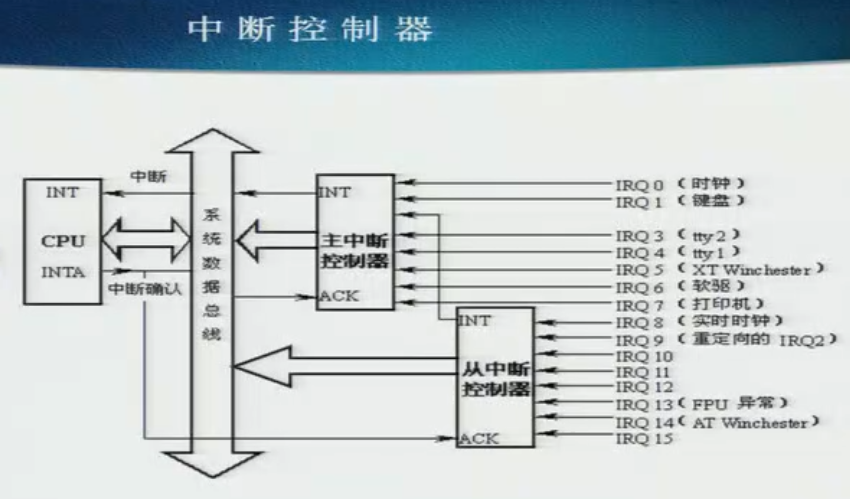 中断控制器
中断
INT
CPU
INTA
中断确认
系统数据总线
INT
主中断
控制器
ACK
IRQ 0 (时钟)
IRQ 1 (键盘)
IRQ 3 (tty 2)
IRQ 4 (tty 1)
IRQ 5 (XT Winchester)
IRQ 6 (软驱)
IRQ 7 (打印机)
INT
从中断
控制器
ACK
IRQ 8 (实时时钟)
IRQ 9 (重定向的 IRQ2)
IRQ 10
IRQ 11
IRQ 12
IRQ 13 (FPU 异常)
IRQ 14 (AT Winchester)
IRQ 15